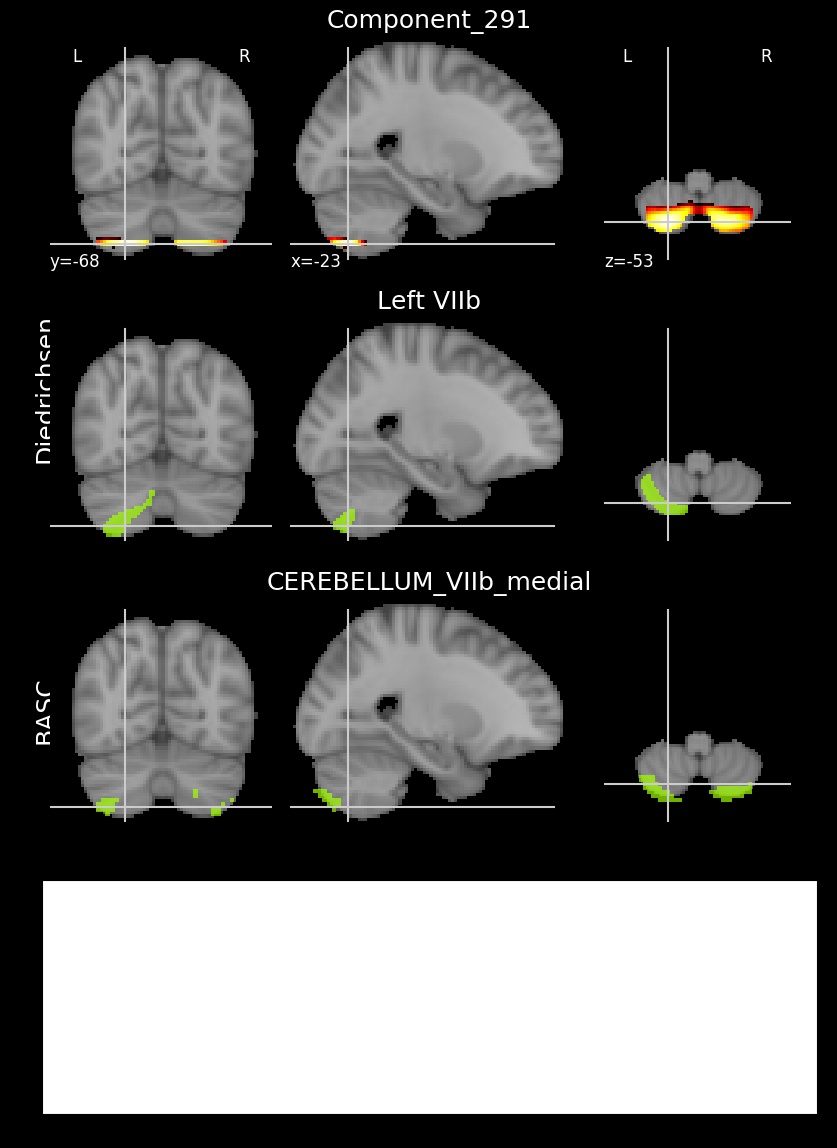 Component_291
L R L R
y=-68 x=-23 z=-53
Left VIIb
Diedrichsen
CEREBELLUM_VIIb_medial
BASC